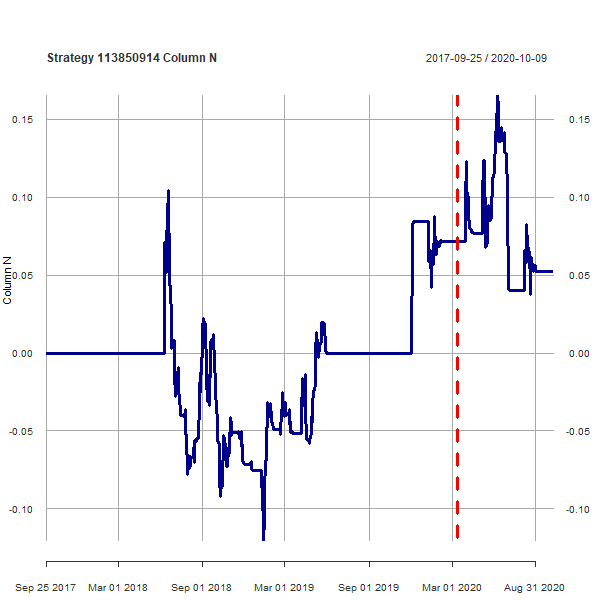 Strategy 113850914 Column N 2017-09-25 / 2020-10-09
0.15 0.15
0.10 0.10
0.05 0.05
Column N
0.00 0.00
-0.05 -0.05
-0.10 -0.10
Sep 25 2017 Mar 01 2018 Sep 01 2018 Mar 01 2019 Sep 01 2019 Mar 01 2020 Aug 31 2020